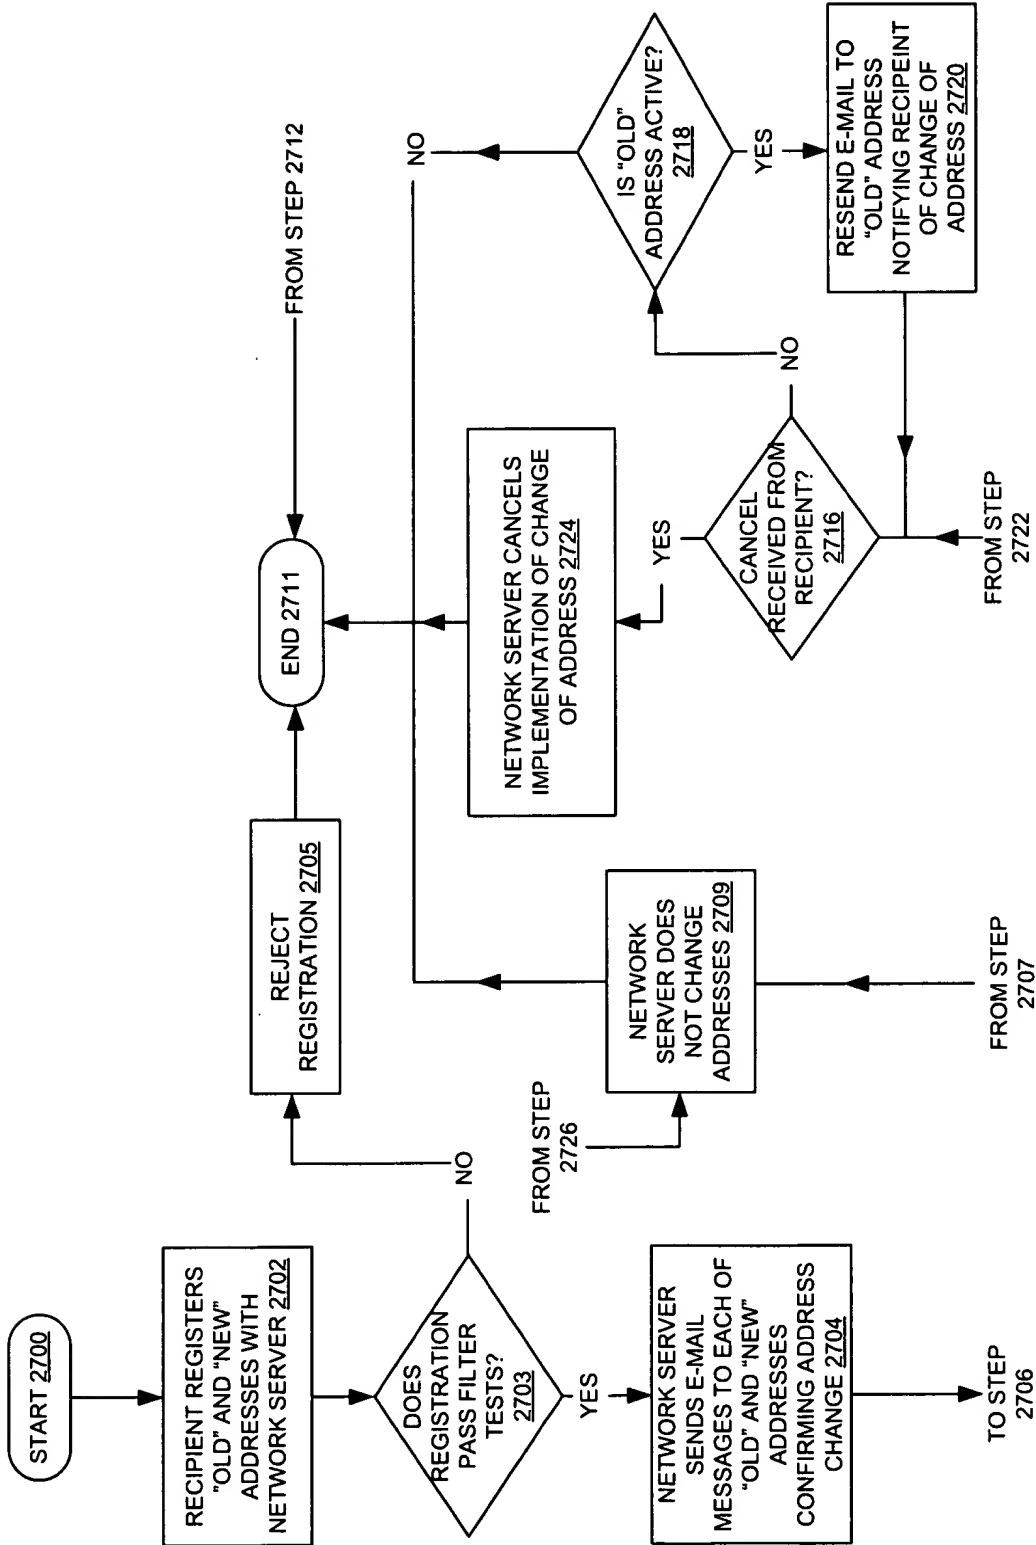 START 2700
RECIPIENT REGISTERS
"OLD" AND "NEW"
ADDRESSES WITH
NETWORK SERVER 2702
DOES
REGISTRATION
PASS FILTER
TESTS?
2703
NO
YES
REJECT
REGISTRATION 2705
NETWORK SERVER
SENDS E-MAIL
MESSAGES TO EACH OF
"OLD" AND "NEW"
ADDRESSES
CONFIRMING ADDRESS
CHANGE 2704
TO STEP
2706
END 2711
FROM STEP 2712
FROM STEP
2726
NETWORK
SERVER DOES
NOT CHANGE
ADDRESSES 2709
FROM STEP
2707
NETWORK SERVER CANCELS
IMPLEMENTATION OF CHANGE
OF ADDRESS 2724
YES
CANCEL
RECEIVED FROM
RECIPIENT?
2716
NO
FROM STEP
2722
NO
IS "OLD"
ADDRESS ACTIVE?
2718
YES
RESEND E-MAIL TO
"OLD" ADDRESS
NOTIFYING RECIPEINT
OF CHANGE OF
ADDRESS 2720